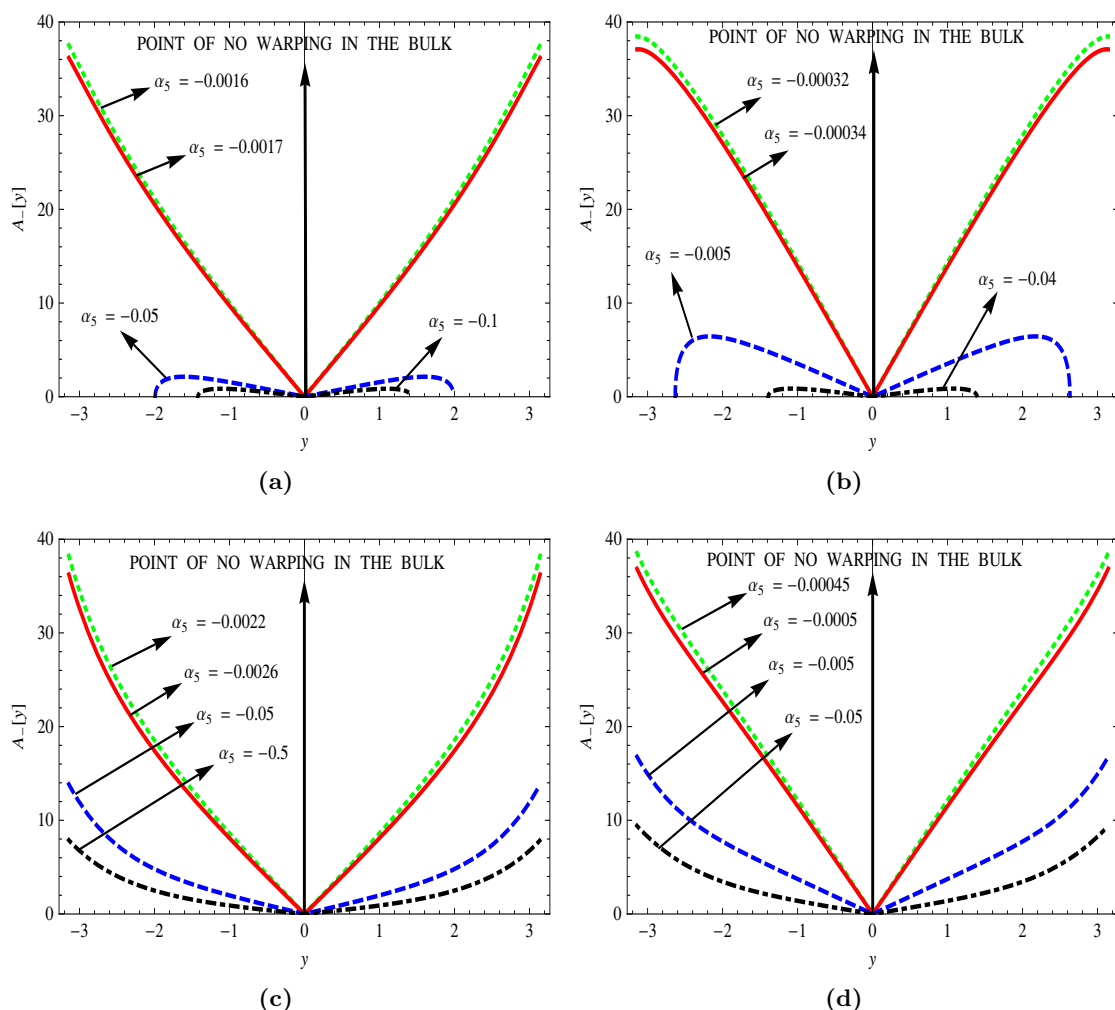 POINT OF NO WARPING IN THE BULK
α5 = −0.0016
α5 = −0.0017
α5 = −0.05
α5 = −0.1
A−[y]
40
30
20
10
0
−3 −2 −1 0 1 2 3
y
(a)
POINT OF NO WARPING IN THE BULK
α5 = −0.00032
α5 = −0.00034
α5 = −0.005
α5 = −0.04
A−[y]
40
30
20
10
0
−3 −2 −1 0 1 2 3
y
(b)
POINT OF NO WARPING IN THE BULK
α5 = −0.0022
α5 = −0.0026
α5 = −0.05
α5 = −0.5
A−[y]
40
30
20
10
0
−3 −2 −1 0 1 2 3
y
(c)
POINT OF NO WARPING IN THE BULK
α5 = −0.00045
α5 = −0.0005
α5 = −0.005
α5 = −0.05
A−[y]
40
30
20
10
0
−3 −2 −1 0 1 2 3
y
(d)